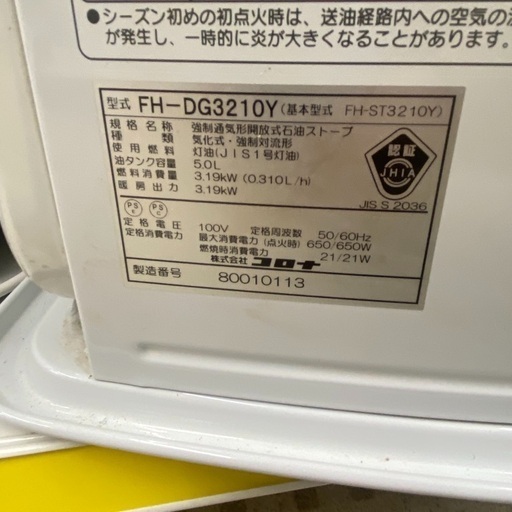 ●シーズン初めの初点火時は、送油経路内への空気の
が発生し、一時的に炎が大きくなることがあります。
型式 FH-DG3210Y(基本型式 FH-ST3210Y)
規格名称 強制通気形開放式石油ストーブ
種類 気化式・強制対流形
使用燃料 灯油(JIS1号灯油)
油タンク容量 5.0L
燃料消費量 3.19kW (0.310L/h)
暖房出力 3.19kW
認証
JHIA
JIS S 2036
PS
PS
定格電圧 100V 定格周波数 50/60Hz
定格消費電力 最大消費電力(点火時) 650/650W
燃焼時消費電力 21/21W
株式会社 コロナ
製造番号 80010113